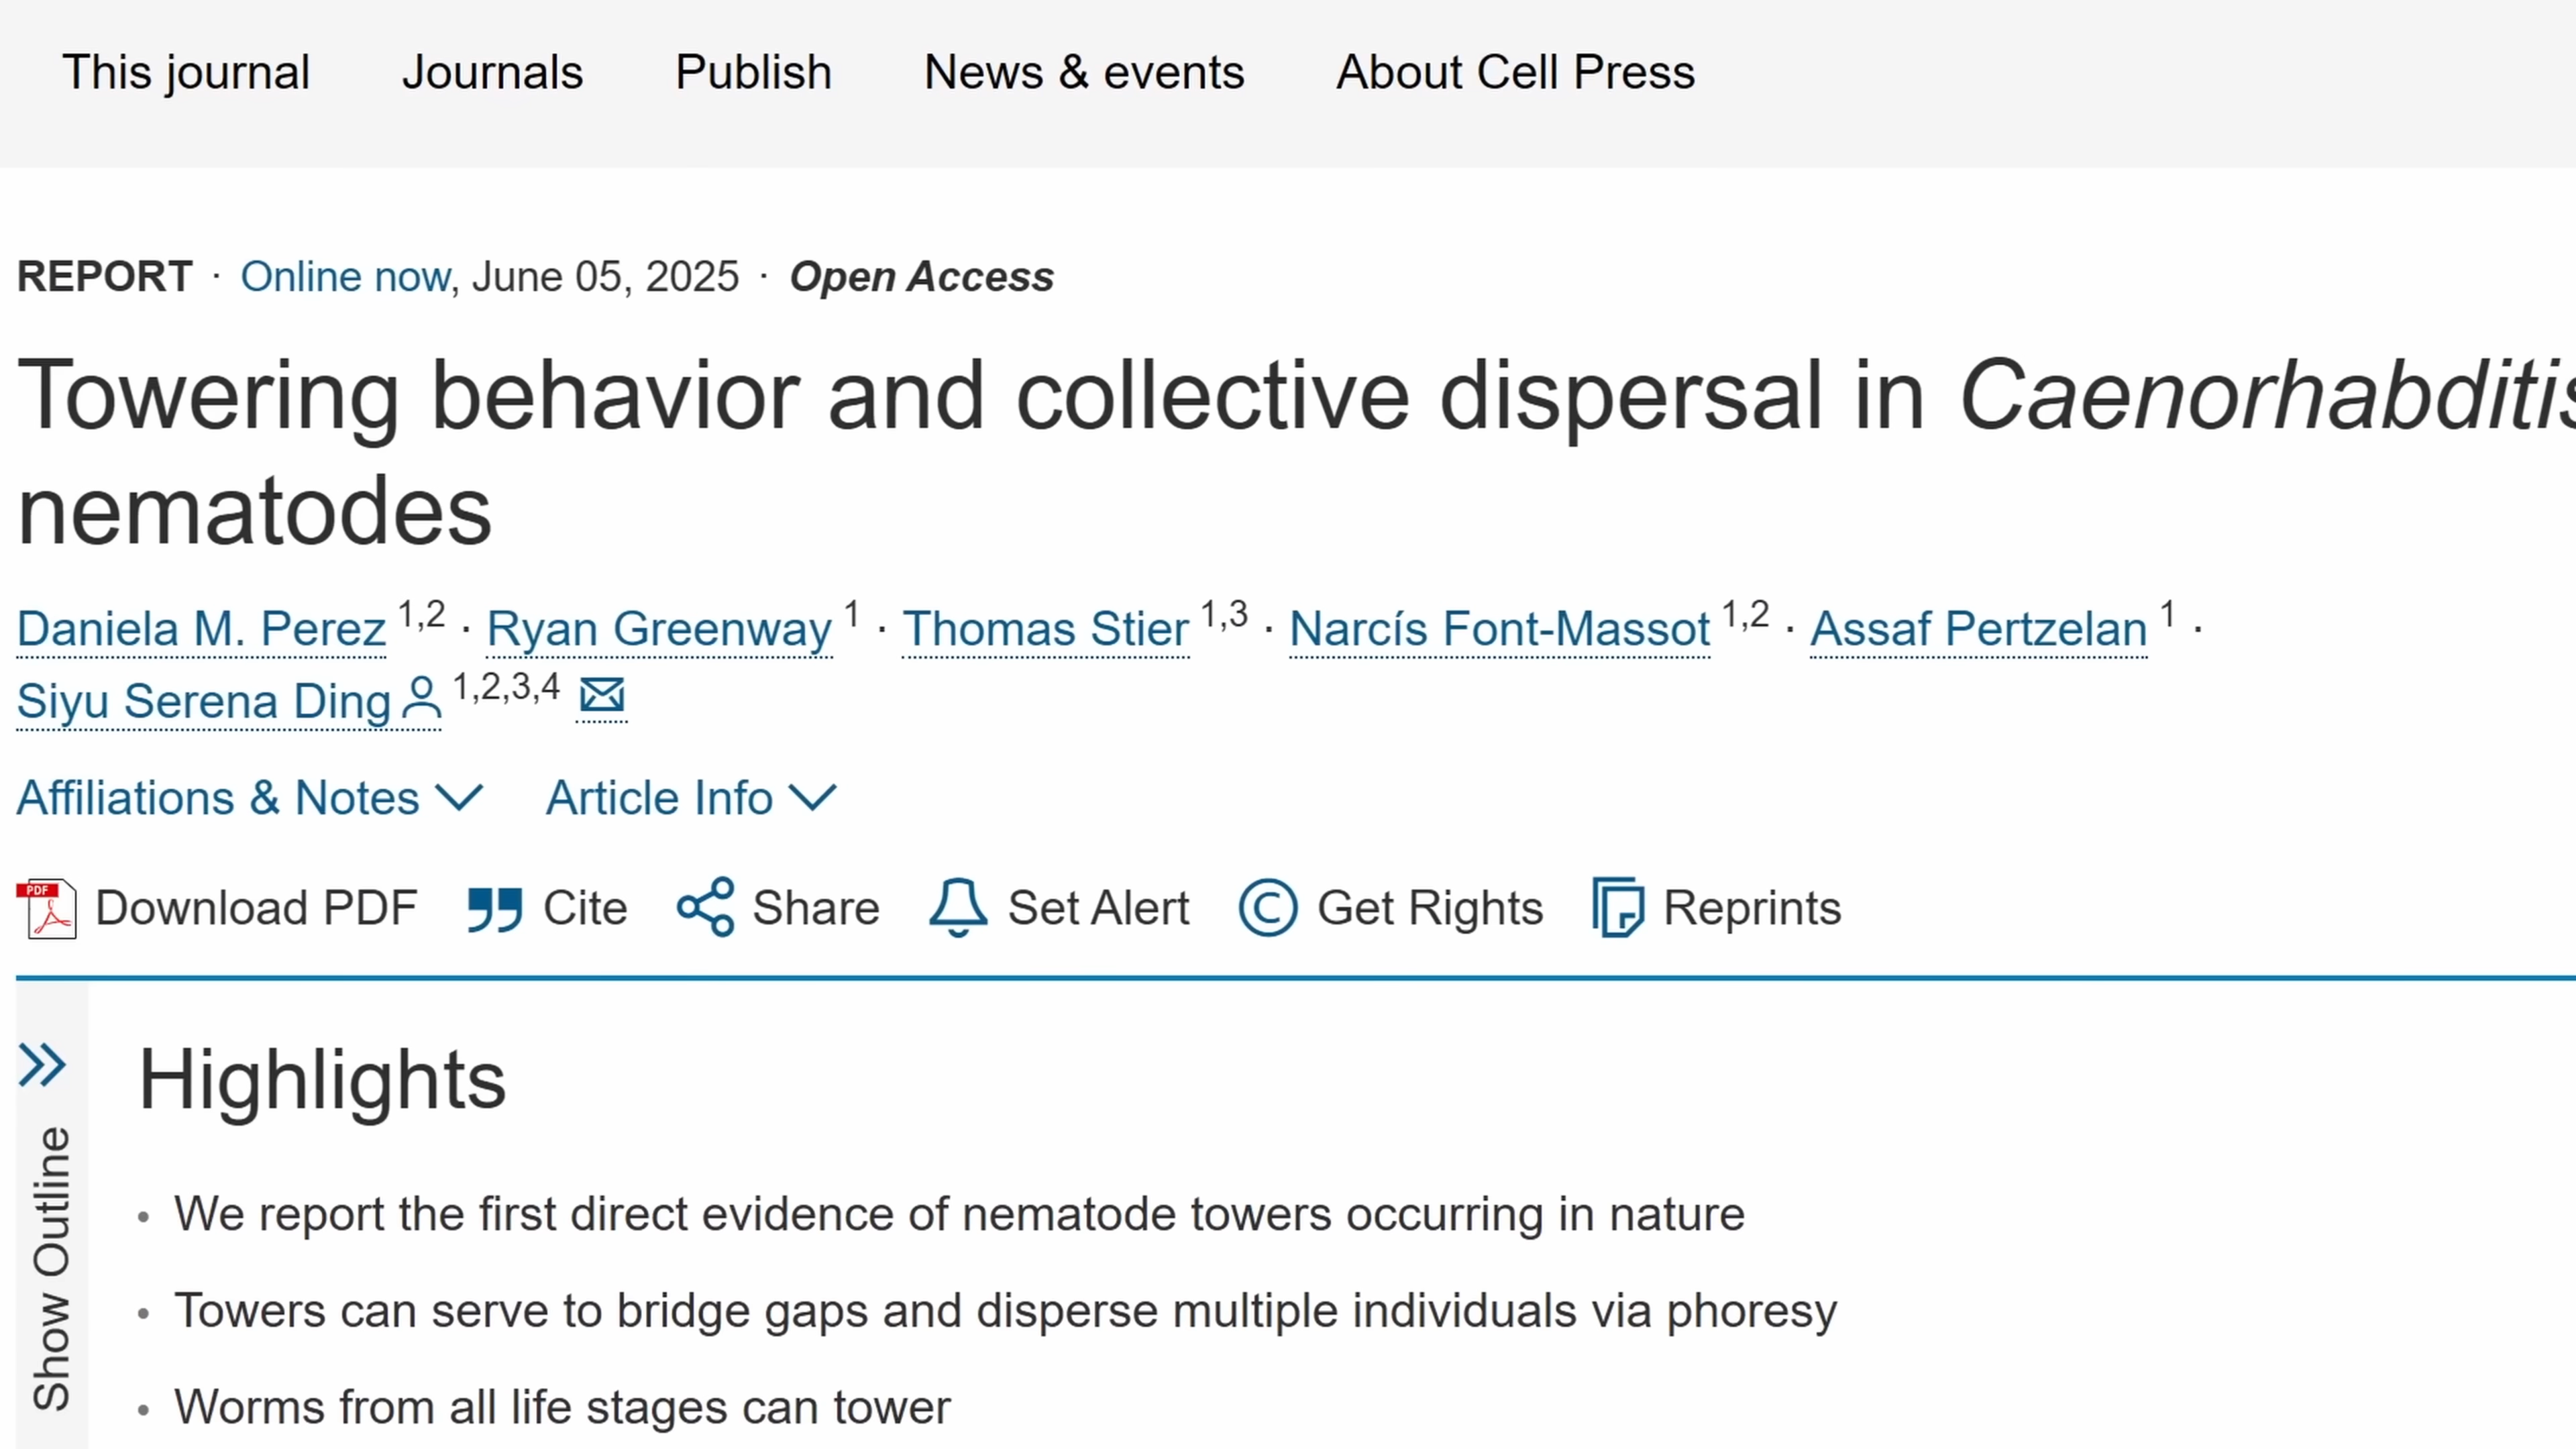 This journal Journals Publish News & events About Cell Press
REPORT · Online now, June 05, 2025 · Open Access
Towering behavior and collective dispersal in Caenorhabditis
nematodes
Daniela M. Perez 1,2 · Ryan Greenway 1 · Thomas Stier 1,3 · Narcís Font-Massot 1,2 · Assaf Pertzelan 1 ·
Siyu Serena Ding 1,2,3,4
Affiliations & Notes Article Info
PDF Download PDF Cite Share Set Alert © Get Rights Reprints
Show Outline
Highlights
• We report the first direct evidence of nematode towers occurring in nature
• Towers can serve to bridge gaps and disperse multiple individuals via phoresy
• Worms from all life stages can tower